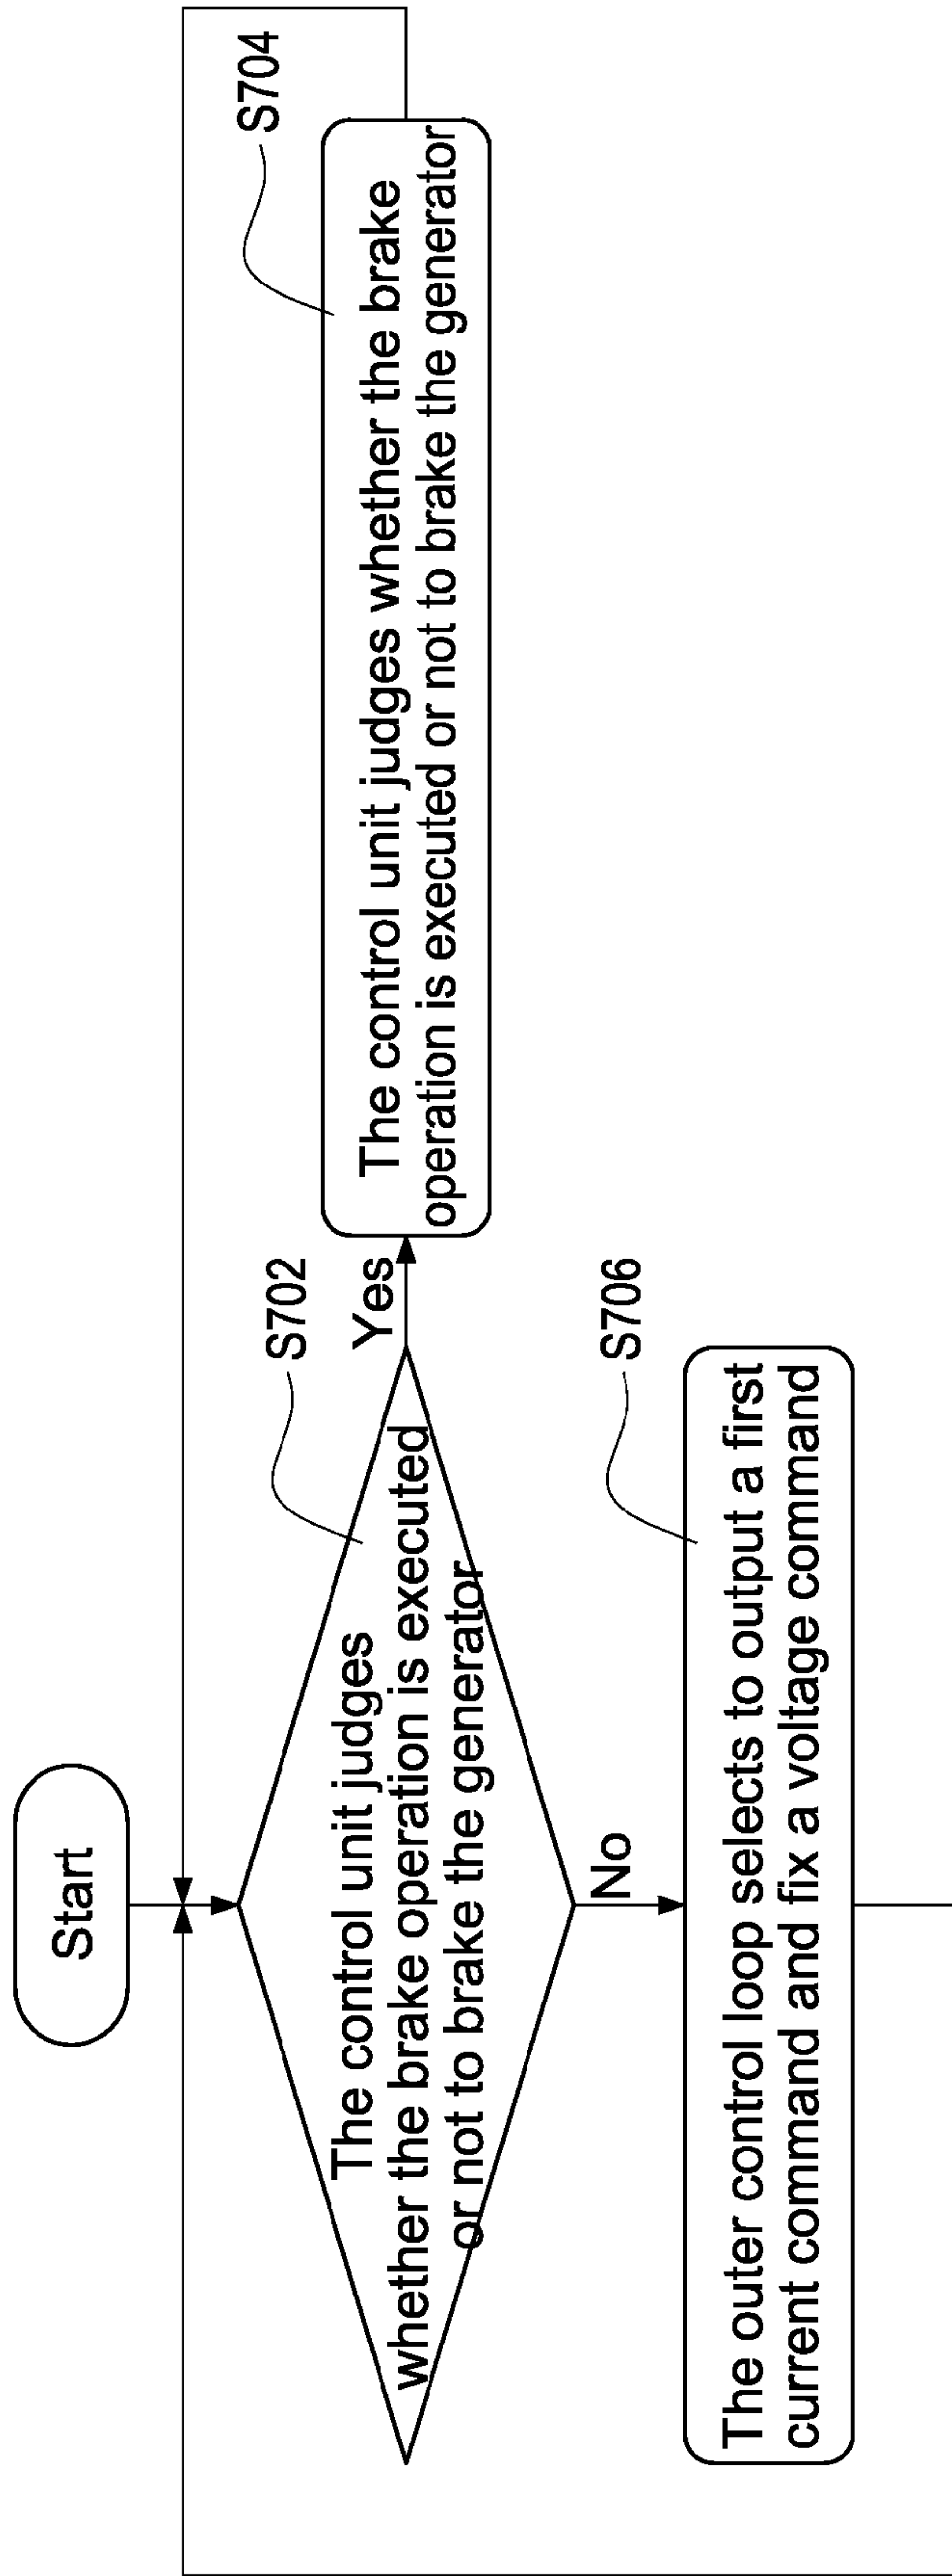 Start
S702
The control unit judges
whether the brake operation is executed
or not to brake the generator
Yes
S704
The control unit judges whether the brake
operation is executed or not to brake the generator
No
S706
The outer control loop selects to output a first
current command and fix a voltage command